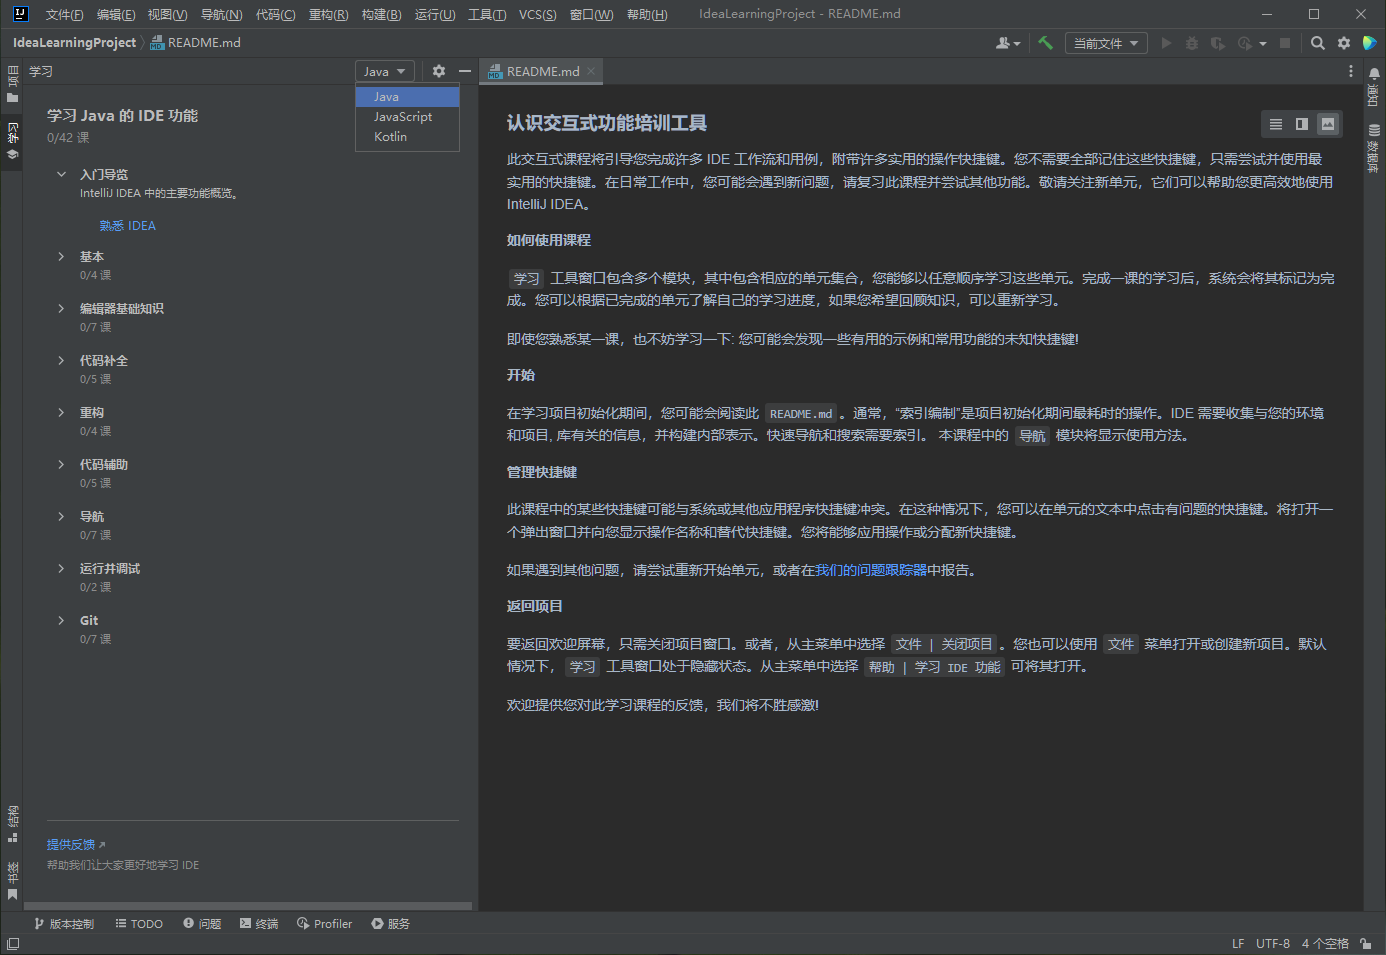 文件(F) 编辑(E) 视图(V) 导航(N) 代码(C) 重构(R) 构建(B) 运行(U) 工具(T) VCS(S) 窗口(W) 帮助(H) IdeaLearningProject - README.md
IdeaLearningProject README.md 当前文件
项目
学习
结构
书签
学习 Java
Java
JavaScript
Kotlin
学习 Java 的 IDE 功能
0/42 课
入门导览
IntelliJ IDEA 中的主要功能概览。
熟悉 IDEA
基本
0/4 课
编辑器基础知识
0/7 课
代码补全
0/5 课
重构
0/4 课
代码辅助
0/5 课
导航
0/7 课
运行并调试
0/2 课
Git
0/7 课
提供反馈
帮助我们让大家更好地学习 IDE
README.md
认识交互式功能培训工具
此交互式课程将引导您完成许多 IDE 工作流和用例，附带许多实用的操作快捷键。您不需要全部记住这些快捷键，只需尝试并使用最
实用的快捷键。在日常工作中，您可能会遇到新问题，请复习此课程并尝试其他功能。敬请关注新单元，它们可以帮助您更高效地使用
IntelliJ IDEA。
如何使用课程
学习 工具窗口包含多个模块，其中包含相应的单元集合，您能够以任意顺序学习这些单元。完成一课的学习后，系统会将其标记为完
成。您可以根据已完成的单元了解自己的学习进度，如果您希望回顾知识，可以重新学习。
即使您熟悉某一课，也不妨学习一下: 您可能会发现一些有用的示例和常用功能的未知快捷键!
开始
在学习项目初始化期间，您可能会阅读此 README.md 。通常，“索引编制”是项目初始化期间最耗时的操作。IDE 需要收集与您的环境
和项目, 库有关的信息，并构建内部表示。快速导航和搜索需要索引。 本课程中的 导航 模块将显示使用方法。
管理快捷键
此课程中的某些快捷键可能与系统或其他应用程序快捷键冲突。在这种情况下，您可以在单元的文本中点击有问题的快捷键。将打开一
个弹出窗口并向您显示操作名称和替代快捷键。您将能够应用操作或分配新快捷键。
如果遇到其他问题，请尝试重新开始单元，或者在我们的问题跟踪器中报告。
返回项目
要返回欢迎屏幕，只需关闭项目窗口。或者，从主菜单中选择 文件 | 关闭项目 。您也可以使用 文件 菜单打开或创建新项目。默认
情况下， 学习 工具窗口处于隐藏状态。从主菜单中选择 帮助 | 学习 IDE 功能 可将其打开。
欢迎提供您对此学习课程的反馈，我们将不胜感激!
通知
数据库
版本控制 TODO 问题 终端 Profiler 服务
LF UTF-8 4 个空格